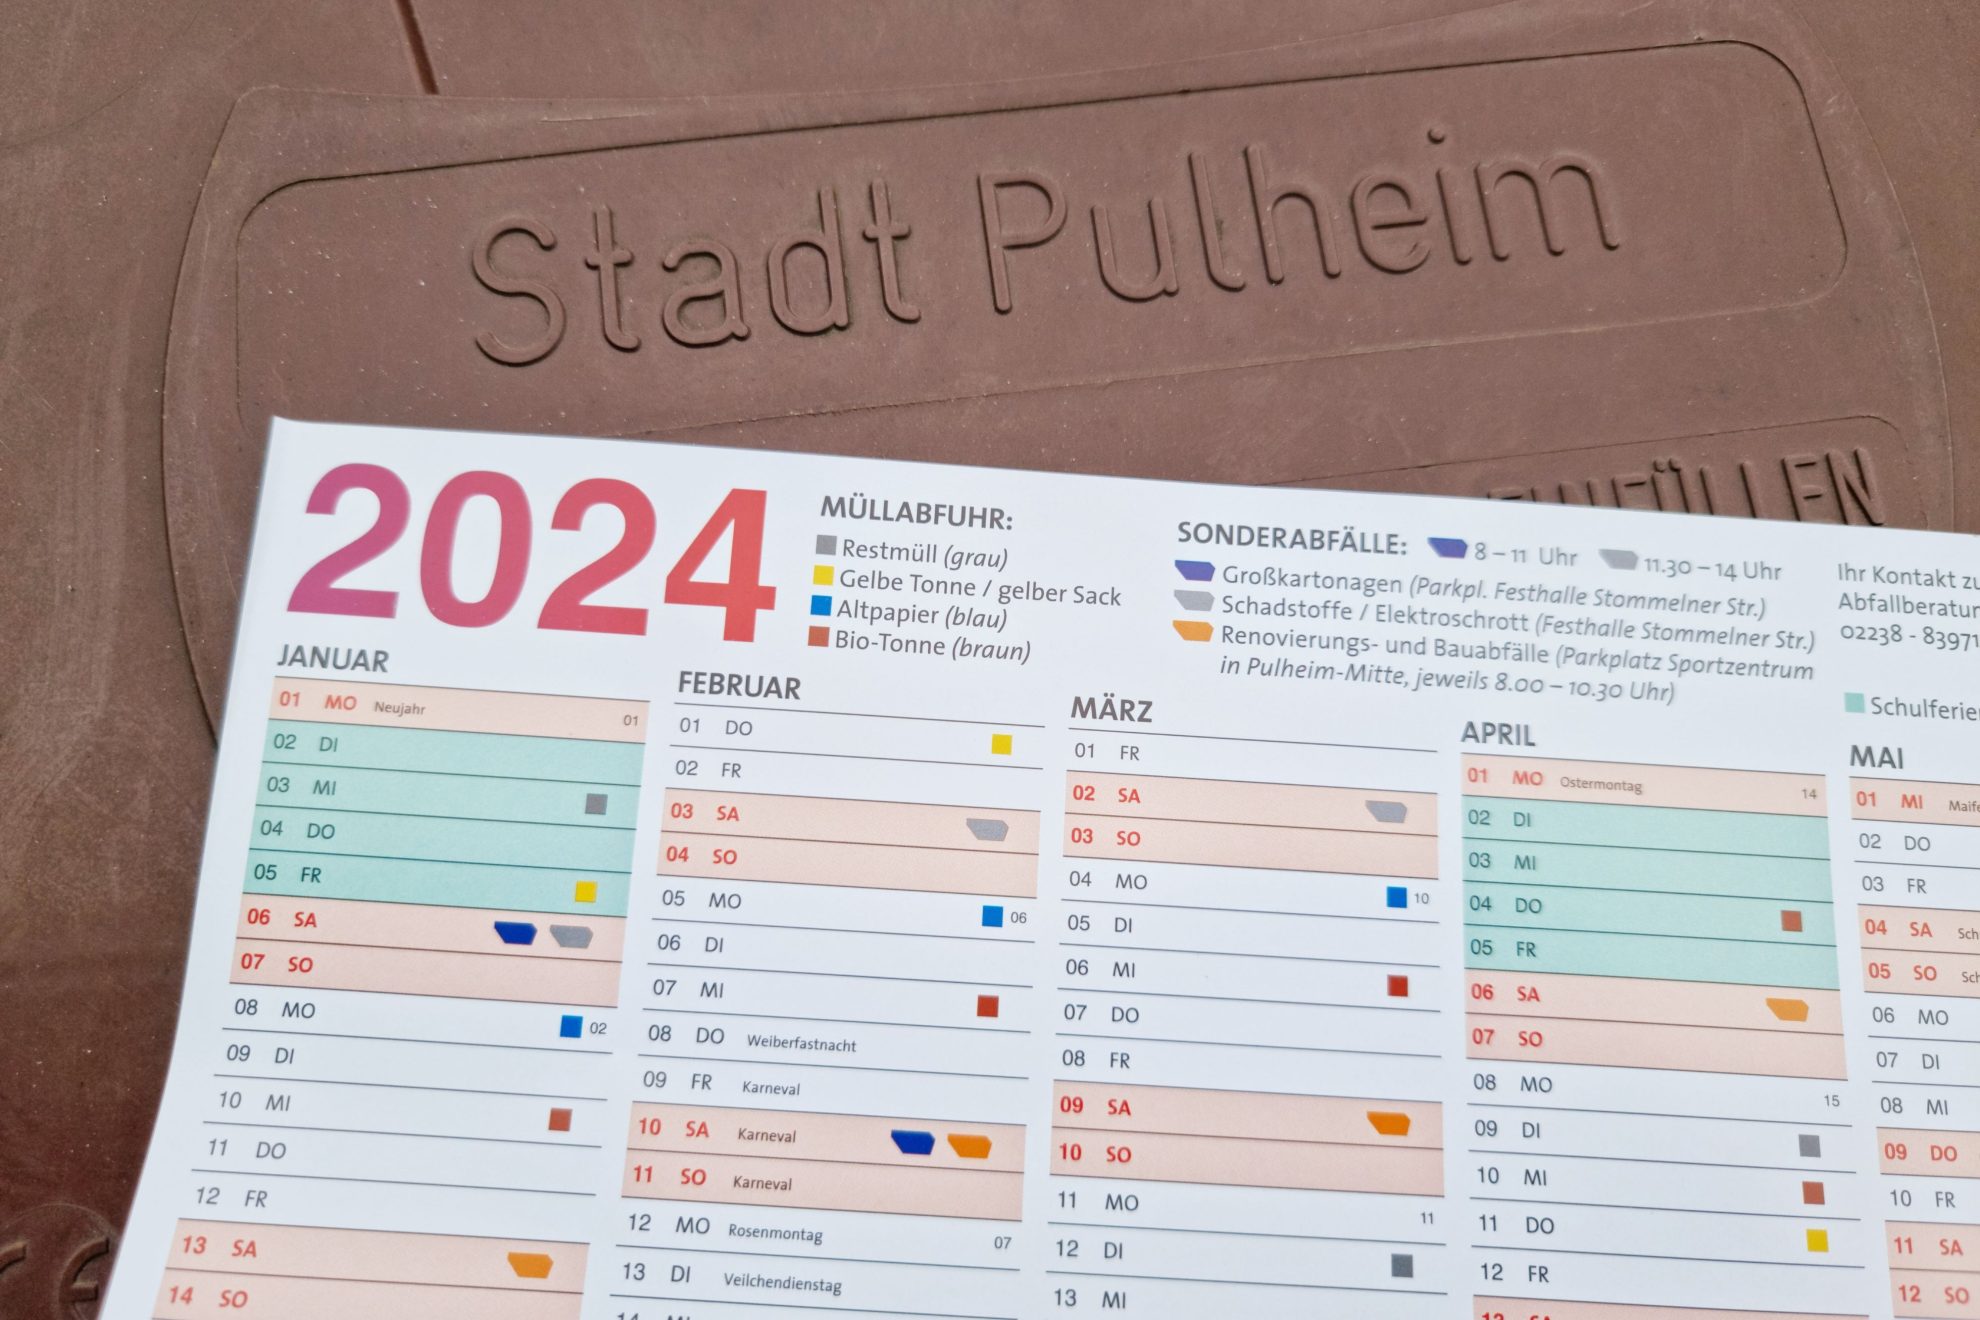 Stadt Pulheim
2024
MÜLLABFUHR:
Restmüll (grau)
Gelbe Tonne / gelber Sack
Altpapier (blau)
Bio-Tonne (braun)
SONDERABFÄLLE: 8 – 11 Uhr 11.30 – 14 Uhr
Großkartonagen (Parkpl. Festhalle Stommelner Str.)
Schadstoffe / Elektroschrott (Festhalle Stommelner Str.)
Renovierungs- und Bauabfälle (Parkplatz Sportzentrum
in Pulheim-Mitte, jeweils 8.00 – 10.30 Uhr)
Ihr Kontakt zu
Abfallberatun
02238 - 83971
Schulferien
JANUAR
01 MO Neujahr 01
02 DI
03 MI
04 DO
05 FR
06 SA
07 SO
08 MO 02
09 DI
10 MI
11 DO
12 FR
13 SA
14 SO
FEBRUAR
01 DO
02 FR
03 SA
04 SO
05 MO 06
06 DI
07 MI
08 DO Weiberfastnacht
09 FR Karneval
10 SA Karneval
11 SO Karneval
12 MO Rosenmontag 07
13 DI Veilchendienstag
MÄRZ
01 FR
02 SA
03 SO
04 MO 10
05 DI
06 MI
07 DO
08 FR
09 SA
10 SO
11 MO 11
12 DI
13 MI
APRIL
01 MO Ostermontag 14
02 DI
03 MI
04 DO
05 FR
06 SA
07 SO
08 MO 15
09 DI
10 MI
11 DO
12 FR
MAI
01 MI Maife
02 DO
03 FR
04 SA Sch
05 SO Sch
06 MO
07 DI
08 MI
09 DO
10 FR
11 SA
12 SO